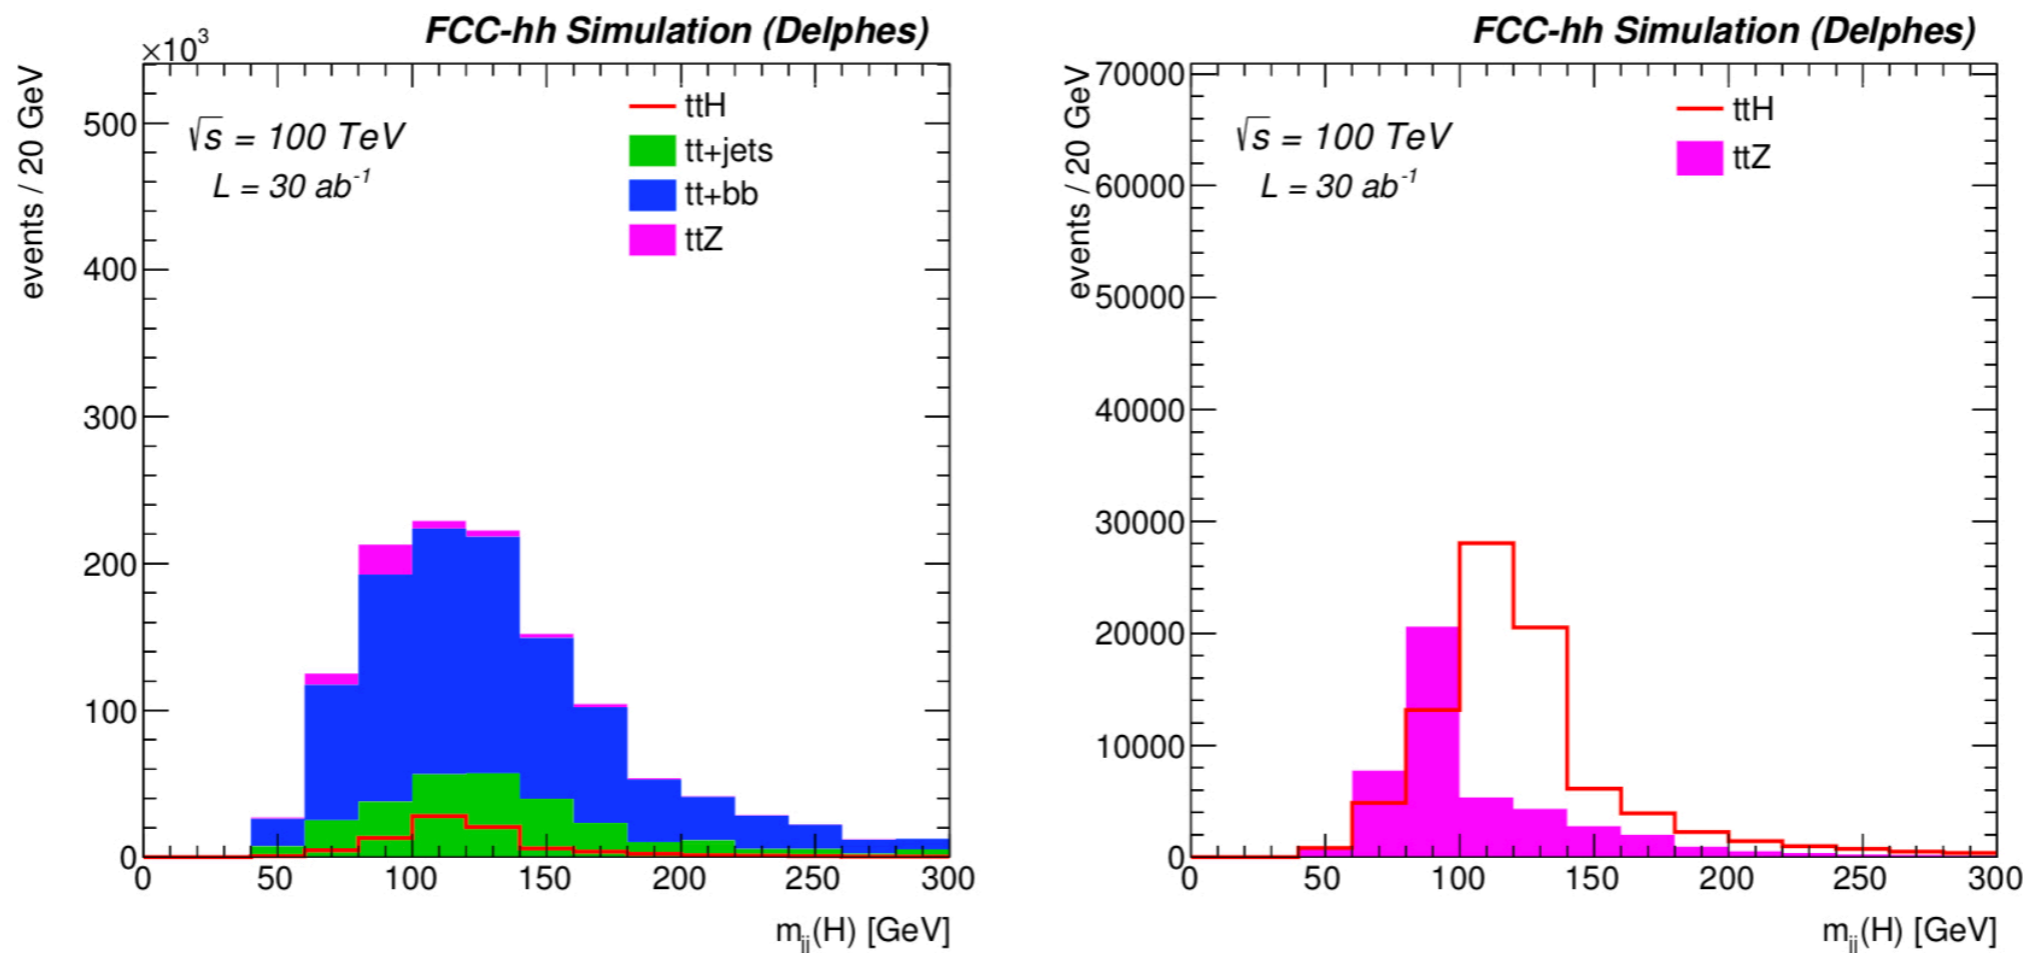 FCC-hh Simulation (Delphes)
×10³
events / 20 GeV
√s = 100 TeV
L = 30 ab⁻¹
ttH
tt+jets
tt+bb
ttZ
500
400
300
200
100
0
0 50 100 150 200 250 300
m_jj(H) [GeV]
FCC-hh Simulation (Delphes)
events / 20 GeV
√s = 100 TeV
L = 30 ab⁻¹
ttH
ttZ
70000
60000
50000
40000
30000
20000
10000
0
0 50 100 150 200 250 300
m_jj(H) [GeV]